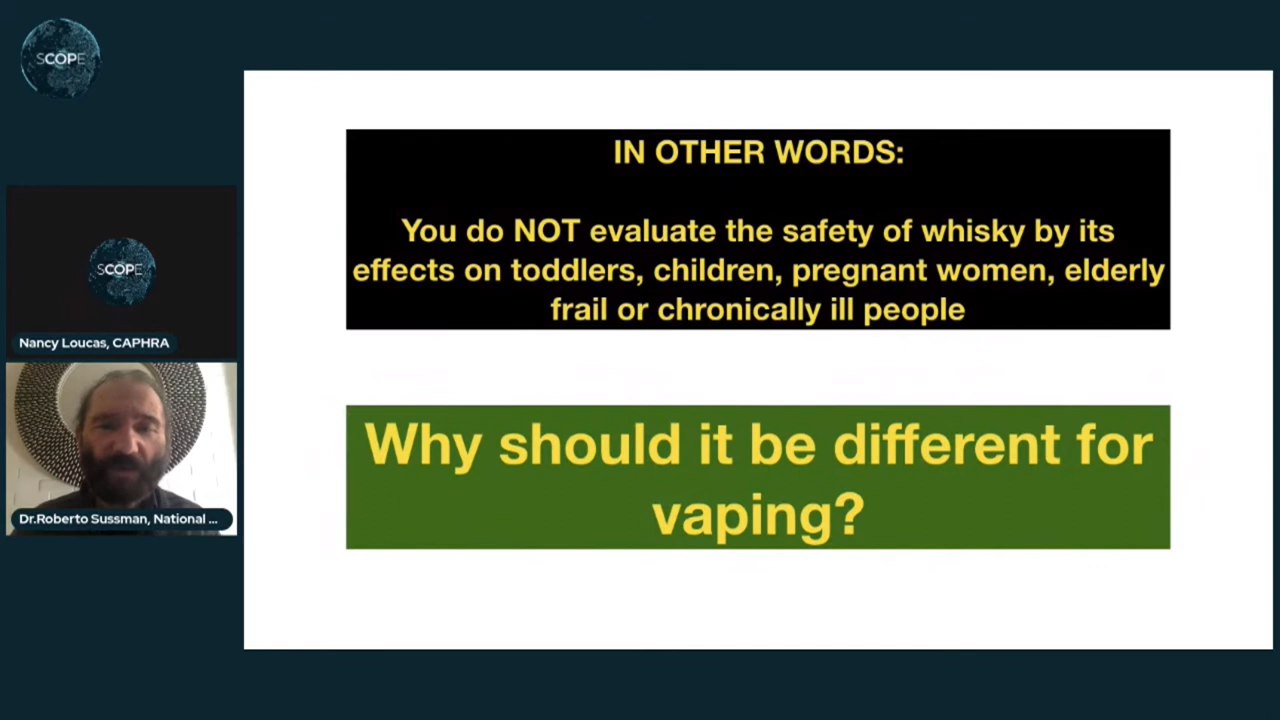 SCOPE
IN OTHER WORDS:
You do NOT evaluate the safety of whisky by its
effects on toddlers, children, pregnant women, elderly
frail or chronically ill people
SCOPE
Nancy Loucas, CAPHRA
Why should it be different for
vaping?
Dr.Roberto Sussman, National ...